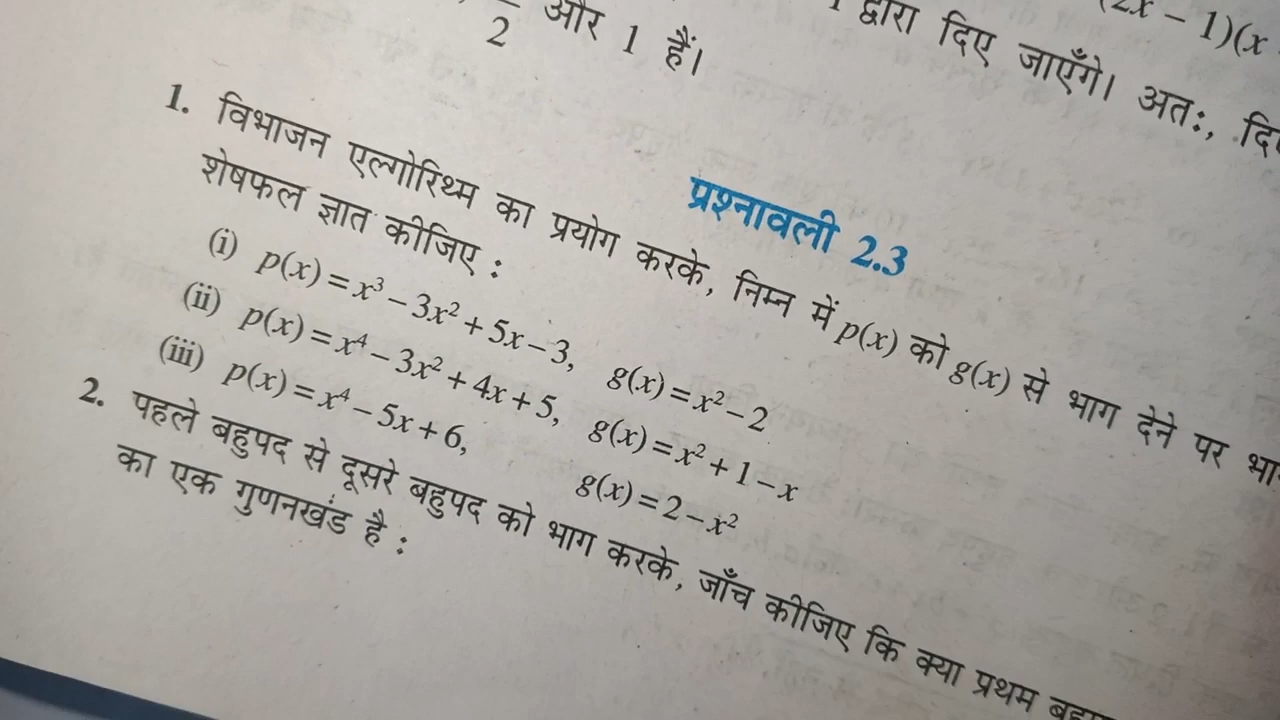 2 और 1 हैं।
द्वारा दिए जाएँगे। अतः,
(2x – 1)(x
प्रश्नावली 2.3
1. विभाजन एल्गोरिथ्म का प्रयोग करके, निम्न में p(x) को g(x) से भाग देने पर
शेषफल ज्ञात कीजिए :
(i) p(x) = x³ – 3x² + 5x – 3, g(x) = x² – 2
(ii) p(x) = x⁴ – 3x² + 4x + 5, g(x) = x² + 1 – x
(iii) p(x) = x⁴ – 5x + 6, g(x) = 2 – x²
2. पहले बहुपद से दूसरे बहुपद को भाग करके, जाँच कीजिए कि क्या प्रथम
का एक गुणनखंड है :